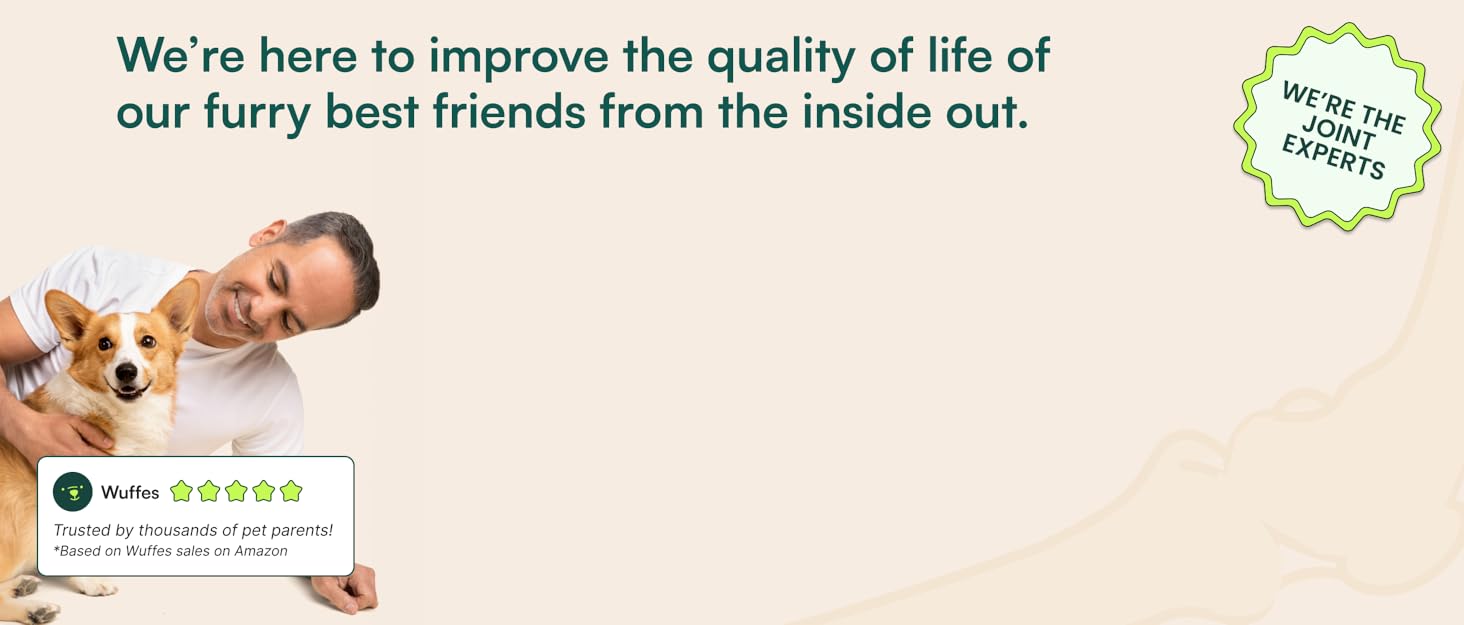 We’re here to improve the quality of life of
our furry best friends from the inside out.
WE’RE THE
JOINT
EXPERTS
Wuffes
Trusted by thousands of pet parents!
*Based on Wuffes sales on Amazon